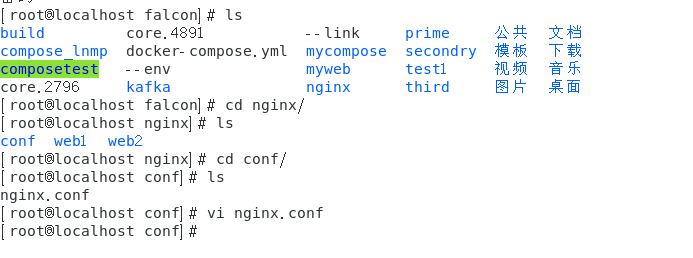 [root@localhost falcon]# ls
build core.4891 --link prime 公共 文档
compose_lnmp docker-compose.yml mycompose secondry 模板 下载
composetest --env myweb test1 视频 音乐
core.2796 kafka nginx third 图片 桌面
[root@localhost falcon]# cd nginx/
[root@localhost nginx]# ls
conf web1 web2
[root@localhost nginx]# cd conf/
[root@localhost conf]# ls
nginx.conf
[root@localhost conf]# vi nginx.conf
[root@localhost conf]#